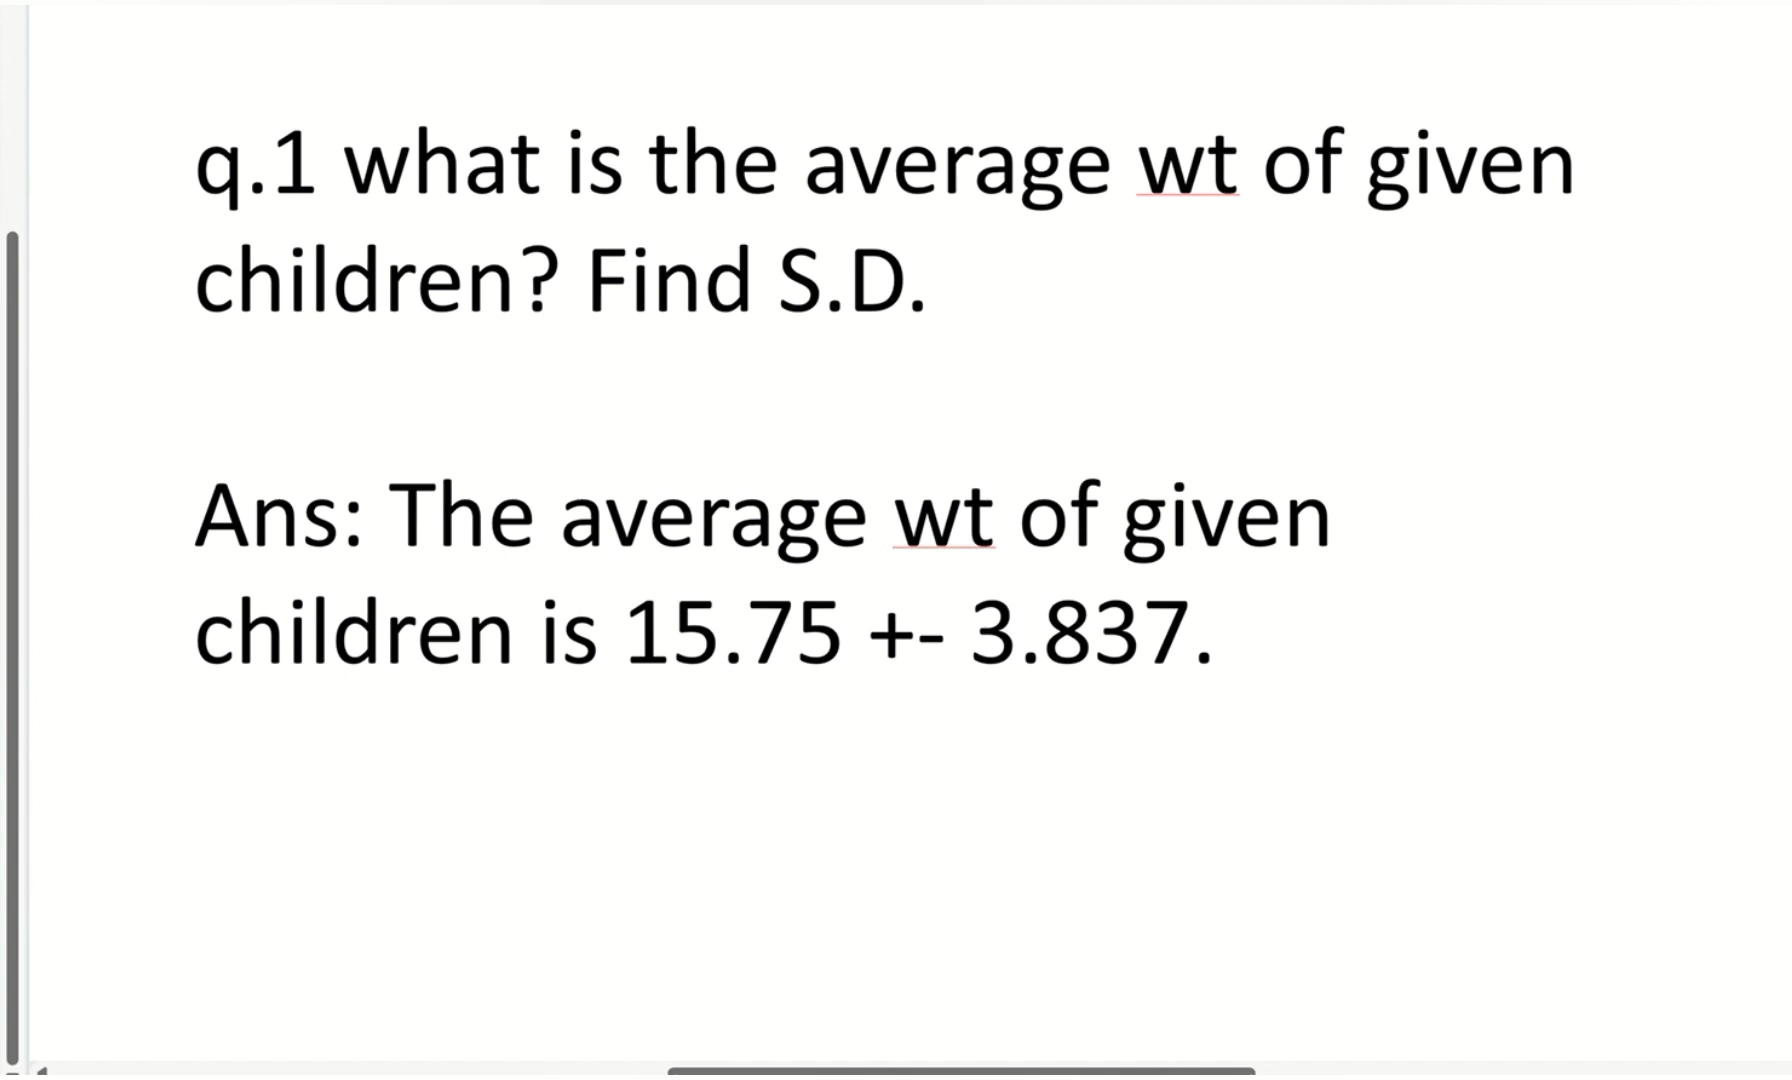 q.1 what is the average wt of given
children? Find S.D.
Ans: The average wt of given
children is 15.75 +- 3.837.